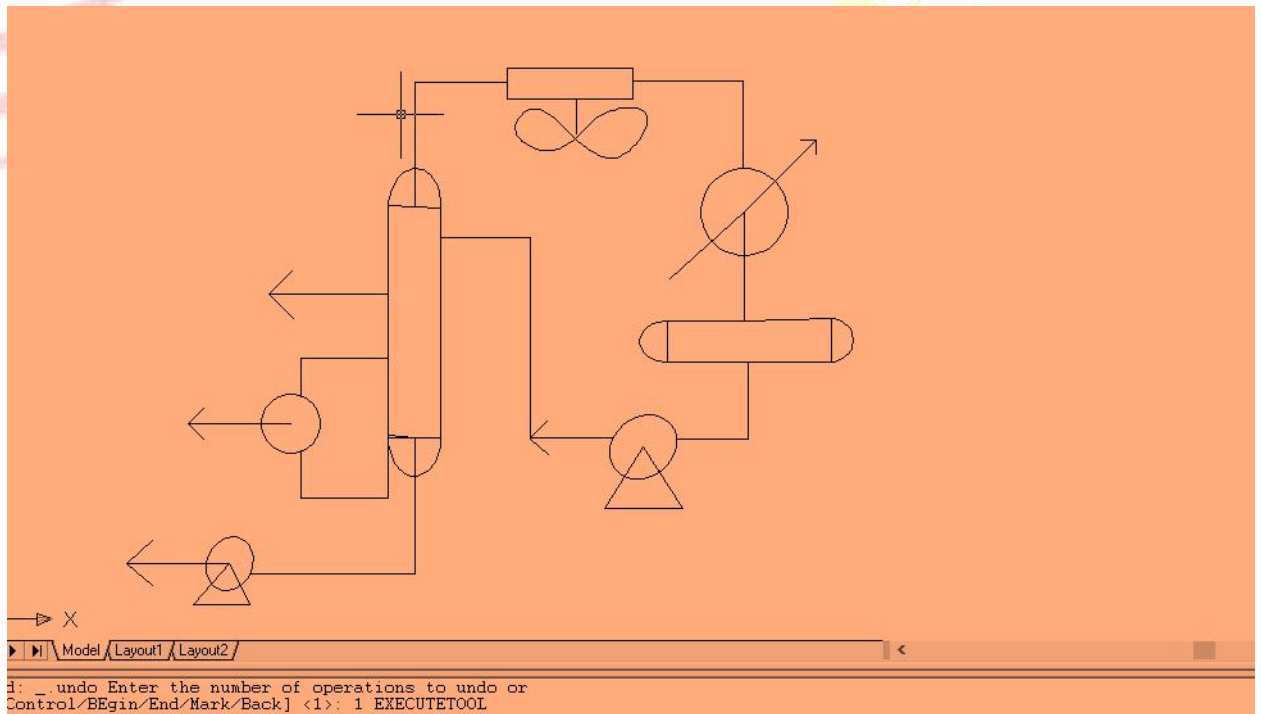 X
Model Layout1 Layout2
d: _.undo Enter the number of operations to undo or
Control/BEgin/End/Mark/Back] <1>: 1 EXECUTETOOL